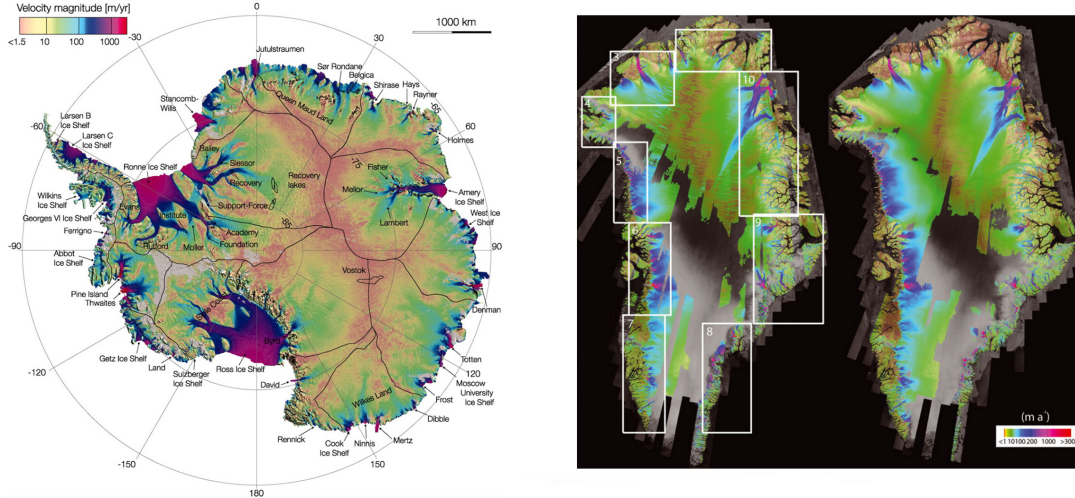 Velocity magnitude [m/yr]
<1.5 10 100 1000
1000 km
-30
0
30
Jutulstraumen
Sør Rondane
Belgica
Shirase
Hays
Rayner
-65
Queen Maud Land
Stancomb-
Wills
-60
Larsen B
Ice Shelf
Larsen C
Ice Shelf
Holmes
Bailey
-75
Fisher
Ronne Ice Shelf
Slessor
Recovery
Recovery
lakes
Mellor
Amery
Ice Shelf
Wilkins
Ice Shelf
Evans
Support-Force
Georges VI Ice Shelf
Institute
-85
Lambert
West Ice
Shelf
Ferrigno
Academy
Rutford
Moller
Foundation
-90
90
Abbot
Ice Shelf
Vostok
Pine Island
Thwaites
Denman
Byrd
Getz Ice Shelf
Totten
Land
Ross Ice Shelf
120
-120
Sulzberger
Ice Shelf
David
Moscow
University
Ice Shelf
Wilkes Land
Frost
Dibble
Rennick
Cook
Ice Shelf
Ninnis
Mertz
-150
150
180
2
3
10
4
5
9
6
7
8
(m a¹)
<1 10 100 200 1000 >300